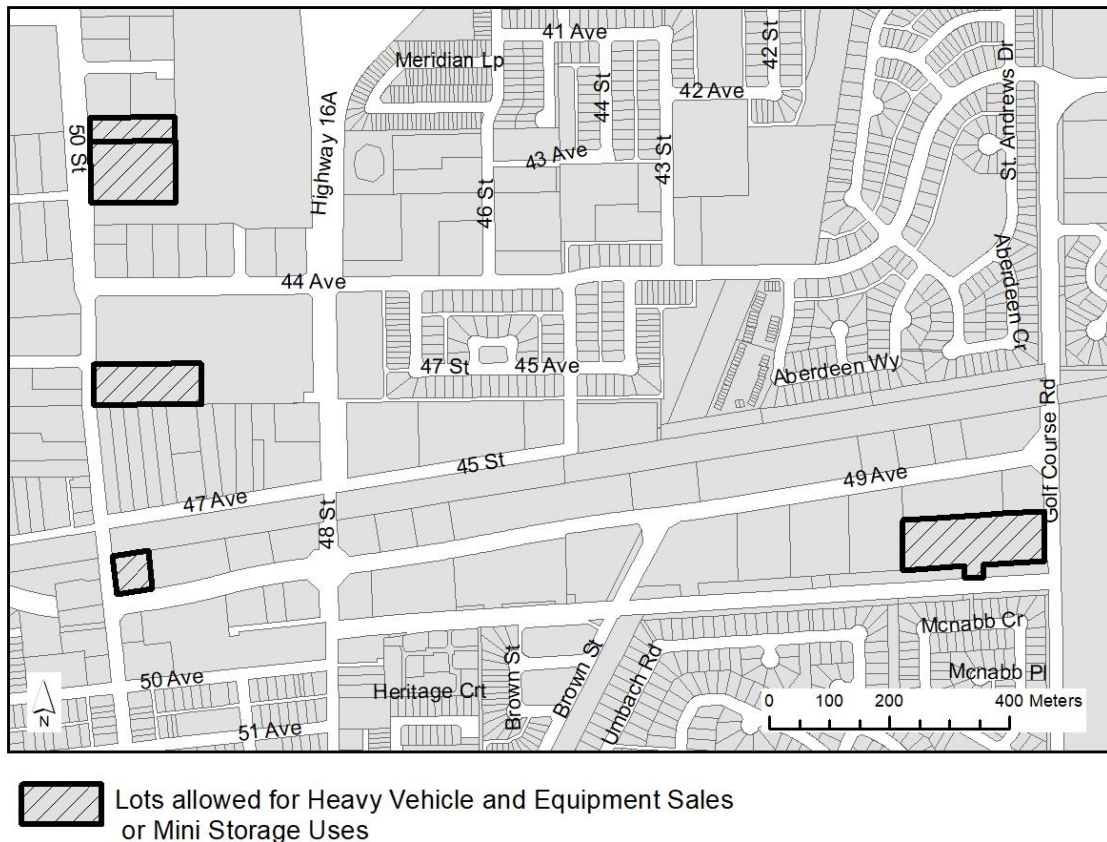 41 Ave
42 St
Meridian Lp
44 St
42 Ave
St. Andrews Dr
50 St
43 Ave
43 St
Highway 16A
46 St
44 Ave
Aberdeen Cr
47 St
45 Ave
Aberdeen Wy
Golf Course Rd
45 St
49 Ave
47 Ave
48 St
Mcnabb Cr
50 Ave
Heritage Crt
Brown St
Brown St
Umbach Rd
Mcnabb Pl
N
51 Ave
0 100 200 400 Meters
Lots allowed for Heavy Vehicle and Equipment Sales
or Mini Storage Uses